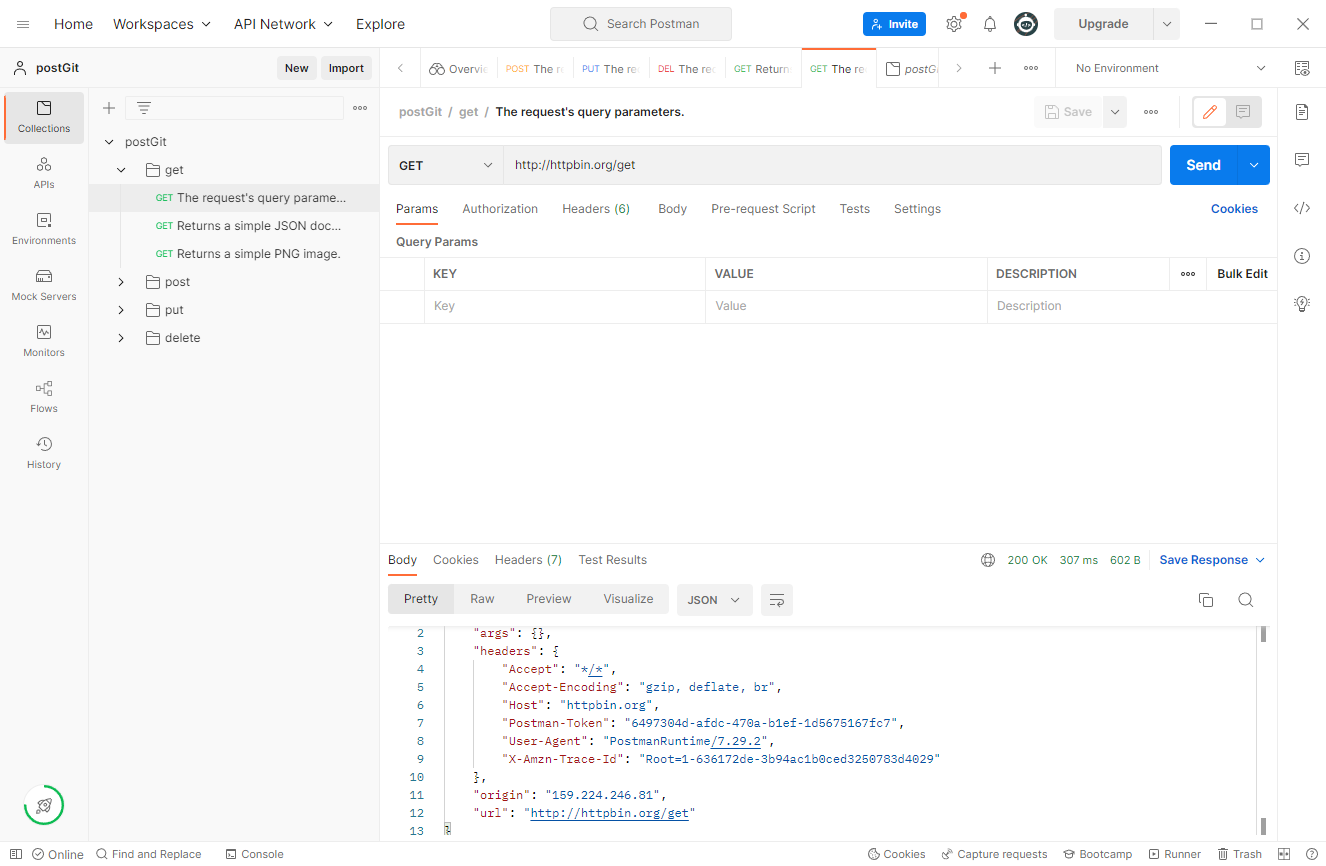 Home Workspaces API Network Explore Search Postman Invite Upgrade
postGit New Import Overvie POST The re PUT The re DEL The rec GET Return GET The re postGi No Environment
Collections
APIs
Environments
Mock Servers
Monitors
Flows
History
postGit
get
GET The request's query parame...
GET Returns a simple JSON doc...
GET Returns a simple PNG image.
post
put
delete
postGit / get / The request's query parameters. Save
GET http://httpbin.org/get Send
Params Authorization Headers (6) Body Pre-request Script Tests Settings Cookies
Query Params
KEY VALUE DESCRIPTION Bulk Edit
Key Value Description
Body Cookies Headers (7) Test Results 200 OK 307 ms 602 B Save Response
Pretty Raw Preview Visualize JSON
2 "args": {},
3 "headers": {
4 "Accept": "*/*",
5 "Accept-Encoding": "gzip, deflate, br",
6 "Host": "httpbin.org",
7 "Postman-Token": "6497304d-afdc-470a-b1ef-1d5675167fc7",
8 "User-Agent": "PostmanRuntime/7.29.2",
9 "X-Amzn-Trace-Id": "Root=1-636172de-3b94ac1b0ced3250783d4029"
10 },
11 "origin": "159.224.246.81",
12 "url": "http://httpbin.org/get"
13 }
Online Find and Replace Console Cookies Capture requests Bootcamp Runner Trash